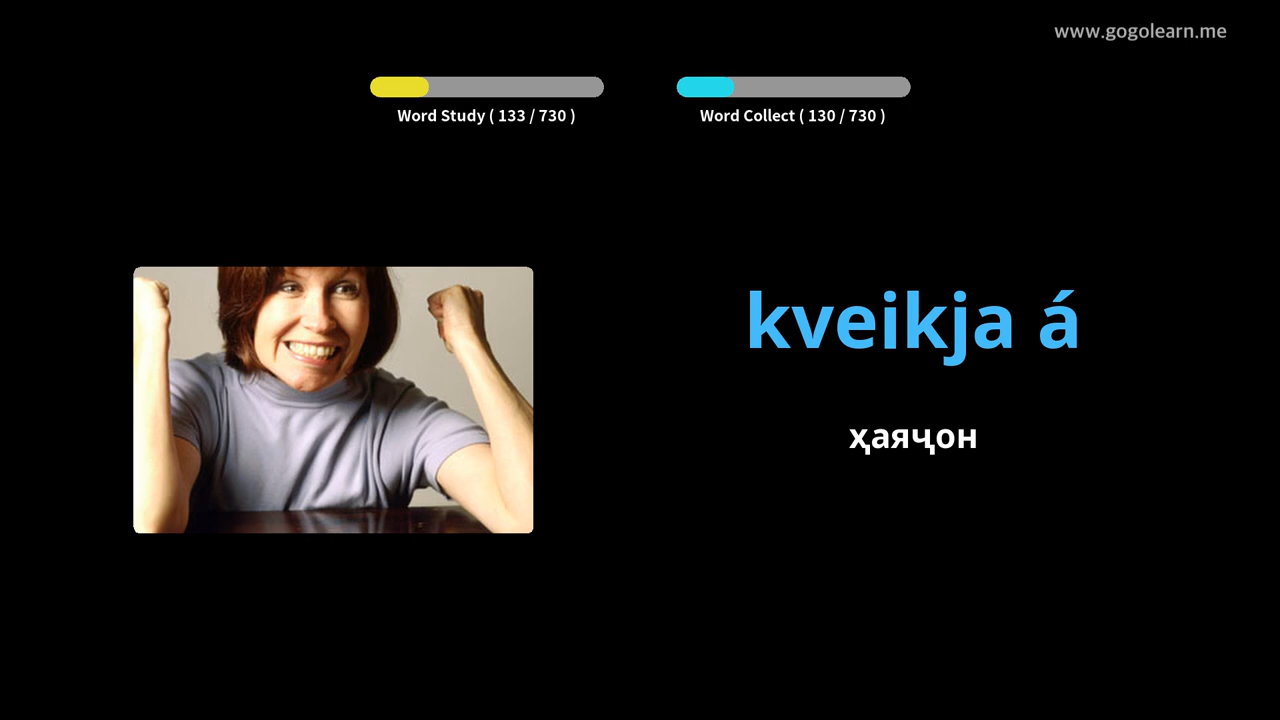 www.gogolearn.me
Word Study ( 133 / 730 )
Word Collect ( 130 / 730 )
kveikja á
ҳаяҷон